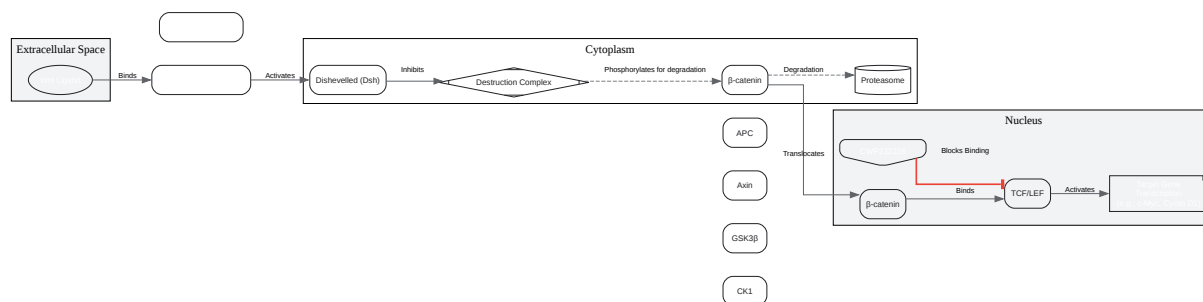 Extracellular Space
Binds
Activates
Cytoplasm
Dishevelled (Dsh)
Inhibits
Destruction Complex
Phosphorylates for degradation
β-catenin
Degradation
Proteasome
APC
Axin
GSK3β
CK1
Translocates
Nucleus
Blocks Binding
β-catenin
Binds
TCF/LEF
Activates